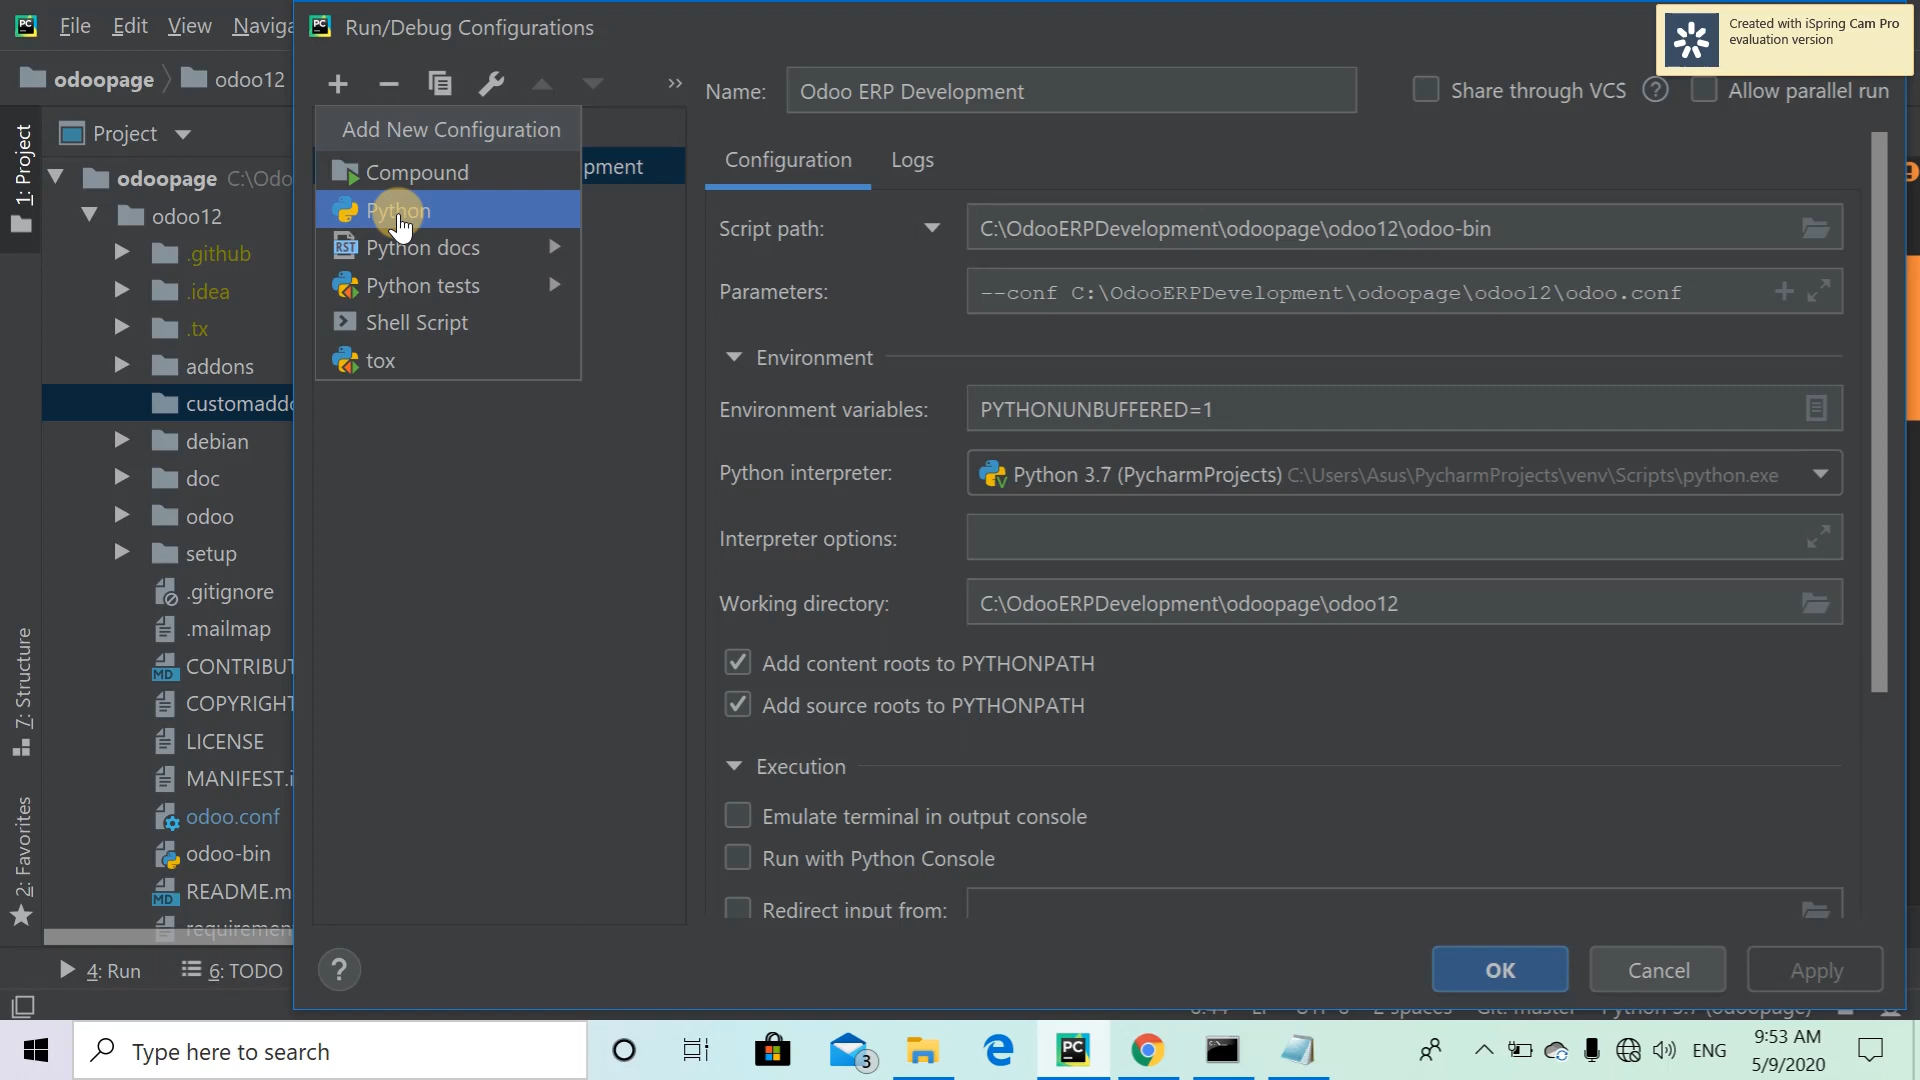 File Edit View Naviga
Run/Debug Configurations
Created with iSpring Cam Pro
evaluation version
odoopage odoo12
Name: Odoo ERP Development
Share through VCS ? Allow parallel run
1: Project
Project
Add New Configuration
Compound
Python
Python docs
Python tests
Shell Script
tox
pment
odoopage C:\Odo
odoo12
.github
.idea
.tx
addons
customaddo
debian
doc
odoo
setup
.gitignore
.mailmap
CONTRIBUT
COPYRIGHT
LICENSE
MANIFEST.i
odoo.conf
odoo-bin
README.m
requiremen
7: Structure
2: Favorites
Configuration Logs
Script path: C:\OdooERPDevelopment\odoopage\odoo12\odoo-bin
Parameters: --conf C:\OdooERPDevelopment\odoopage\odoo12\odoo.conf
Environment
Environment variables: PYTHONUNBUFFERED=1
Python interpreter: Python 3.7 (PycharmProjects) C:\Users\Asus\PycharmProjects\venv\Scripts\python.exe
Interpreter options:
Working directory: C:\OdooERPDevelopment\odoopage\odoo12
Add content roots to PYTHONPATH
Add source roots to PYTHONPATH
Execution
Emulate terminal in output console
Run with Python Console
Redirect input from:
?
OK Cancel Apply
4: Run 6: TODO
Type here to search
3
ENG
9:53 AM
5/9/2020